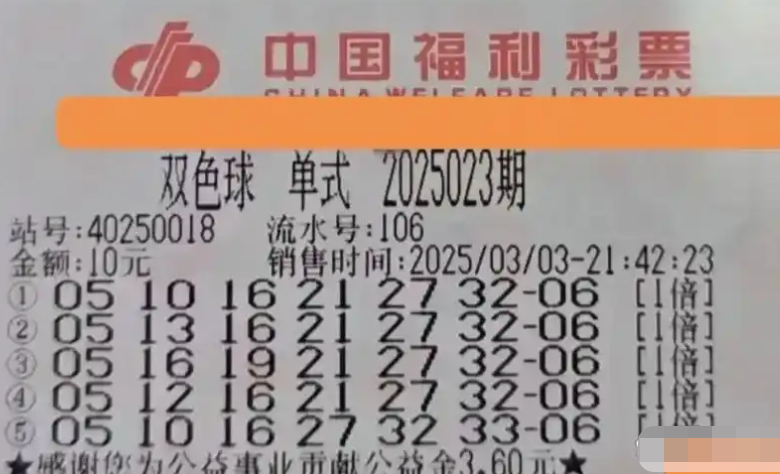 中国福利彩票
CHINA WELFARE LOTTERY
双色球 单式 2025023期
站号:40250018 流水号:106
金额:10元 销售时间:2025/03/03-21:42:23
① 05 10 16 21 27 32-06 [1倍]
② 05 13 16 21 27 32-06 [1倍]
③ 05 16 19 21 27 32-06 [1倍]
④ 05 12 16 21 27 32-06 [1倍]
⑤ 05 10 16 27 32 33-06 [1倍]
★感谢您为公益事业贡献公益金3.60元★